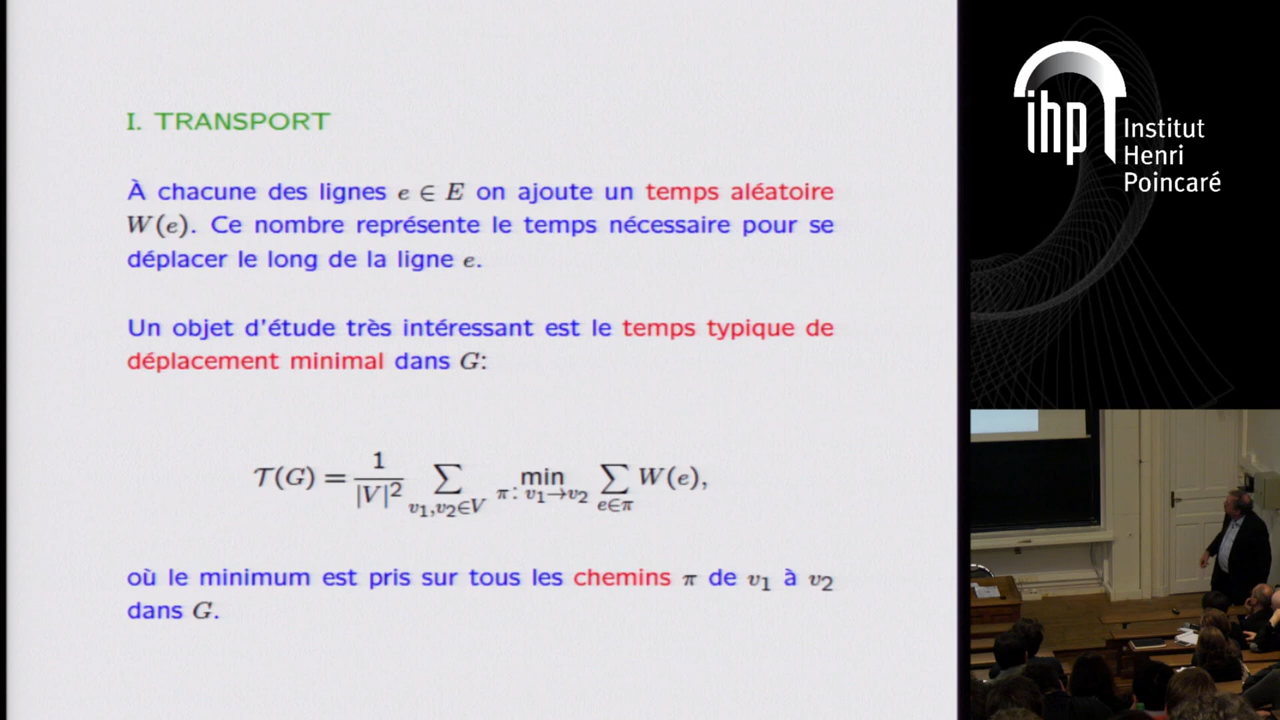 I. TRANSPORT
À chacune des lignes e ∈ E on ajoute un temps aléatoire
W(e). Ce nombre représente le temps nécessaire pour se
déplacer le long de la ligne e.
Un objet d'étude très intéressant est le temps typique de
déplacement minimal dans G:
𝒯(G) = 1/|V|² ∑_{v₁,v₂∈V} min_{π: v₁→v₂} ∑_{e∈π} W(e),
où le minimum est pris sur tous les chemins π de v₁ à v₂
dans G.
ihp
Institut
Henri
Poincaré